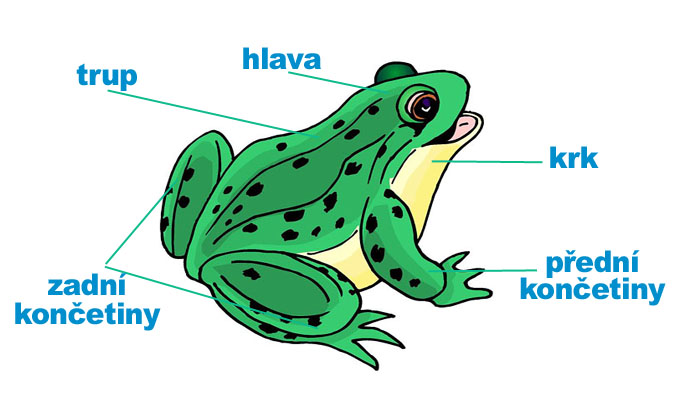 hlava
trup
krk
přední
končetiny
zadní
končetiny